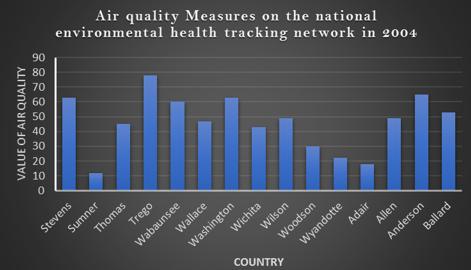 Air quality Measures on the national
environmental health tracking network in 2004
VALUE OF AIR QUALITY
90
80
70
60
50
40
30
20
10
0
Stevens
Sumner
Thomas
Trego
Wabaunsee
Wallace
Washington
Wichita
Wilson
Woodson
Wyandotte
Adair
Allen
Anderson
Ballard
COUNTRY